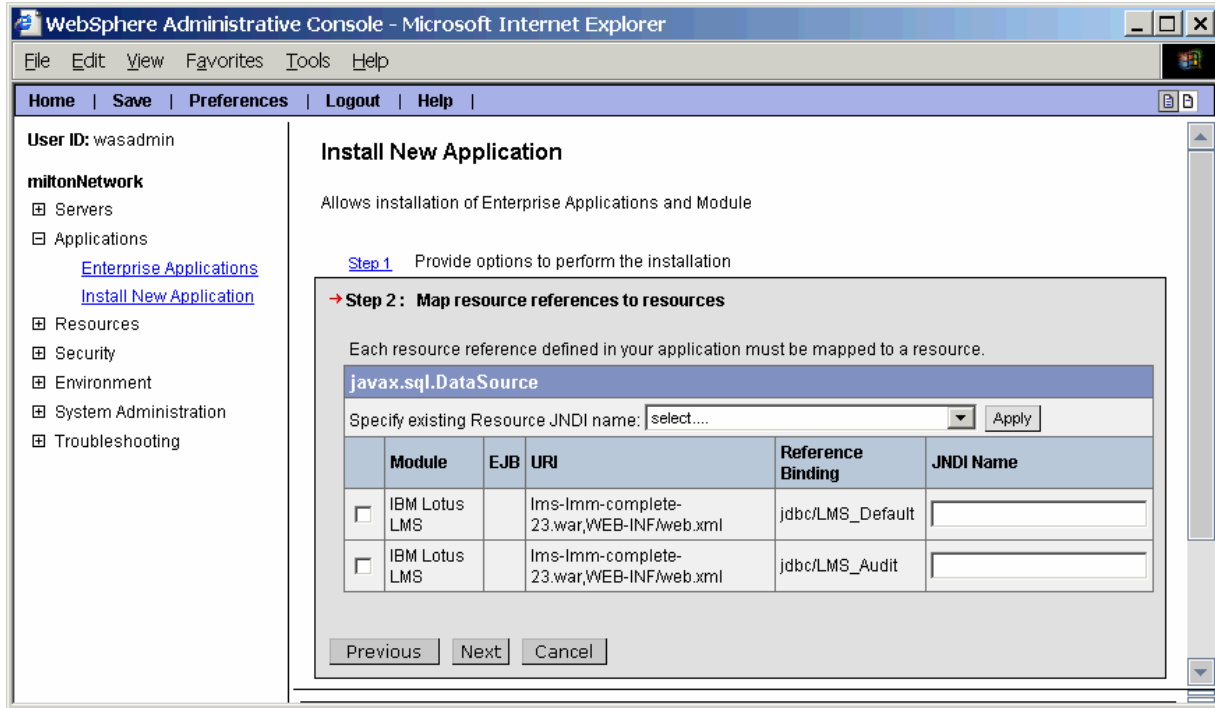 WebSphere Administrative Console - Microsoft Internet Explorer
File Edit View Favorites Tools Help
Home | Save | Preferences | Logout | Help |
User ID: wasadmin
miltonNetwork
Servers
Applications
Enterprise Applications
Install New Application
Resources
Security
Environment
System Administration
Troubleshooting
Install New Application
Allows installation of Enterprise Applications and Module
Step 1 Provide options to perform the installation
Step 2 : Map resource references to resources
Each resource reference defined in your application must be mapped to a resource.
javax.sql.DataSource
Specify existing Resource JNDI name: select.... Apply
Module EJB URI Reference Binding JNDI Name
IBM Lotus LMS lms-lmm-complete-23.war,WEB-INF/web.xml jdbc/LMS_Default
IBM Lotus LMS lms-lmm-complete-23.war,WEB-INF/web.xml jdbc/LMS_Audit
Previous Next Cancel